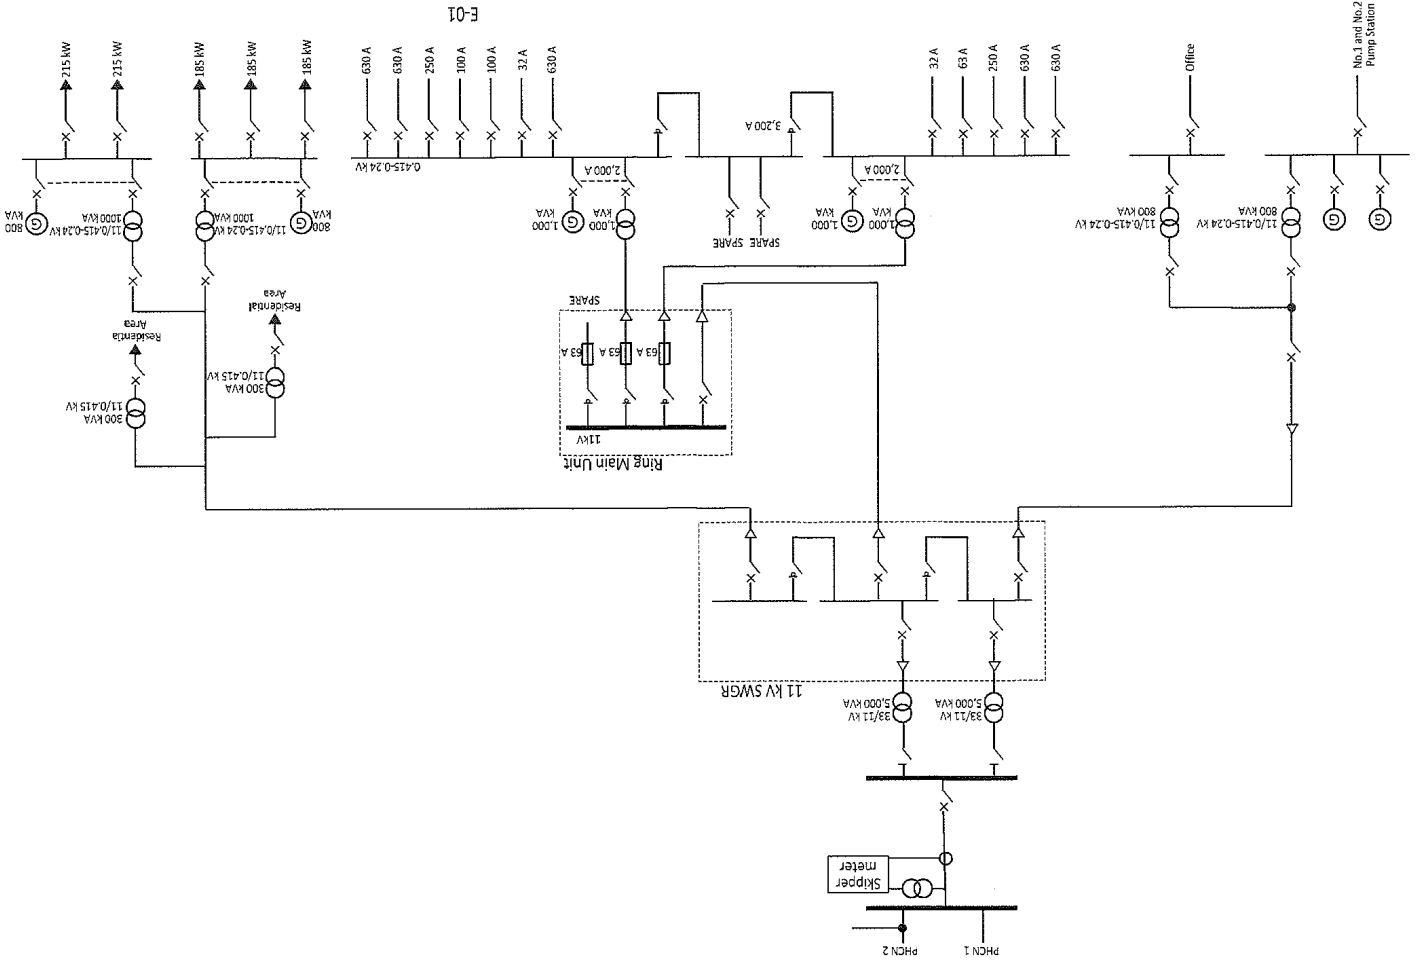 PHCN 1
PHCN 2
Skipper
meter
33/11 kV
5,000 kVA
33/11 kV
5,000 kVA
11 kV SWGR
Ring Main Unit
11kV
63 A
63 A
63 A
SPARE
300 kVA
11/0.415 kV
300 kVA
11/0.415 kV
Residential
Area
Residentia
Area
11/0.415-0.24 kV
800 kVA
11/0.415-0.24 kV
800 kVA
G
G
SPARE
SPARE
1,000
kVA
G
1,000
kVA
1,000
kVA
G
1,000
kVA
G
800
kVA
11/0.415-0.24 kV
1000 kVA
11/0.415-0.24 kV
1000 kVA
G
800
kVA
2,000 A
2,000 A
0.415-0.24 kV
3,200 A
No.1 and No.2
Pump Station
Office
630 A
630 A
250 A
63 A
32 A
630 A
32 A
100 A
100 A
250 A
630 A
630 A
185 kW
185 kW
185 kW
215 kW
215 kW
E-01